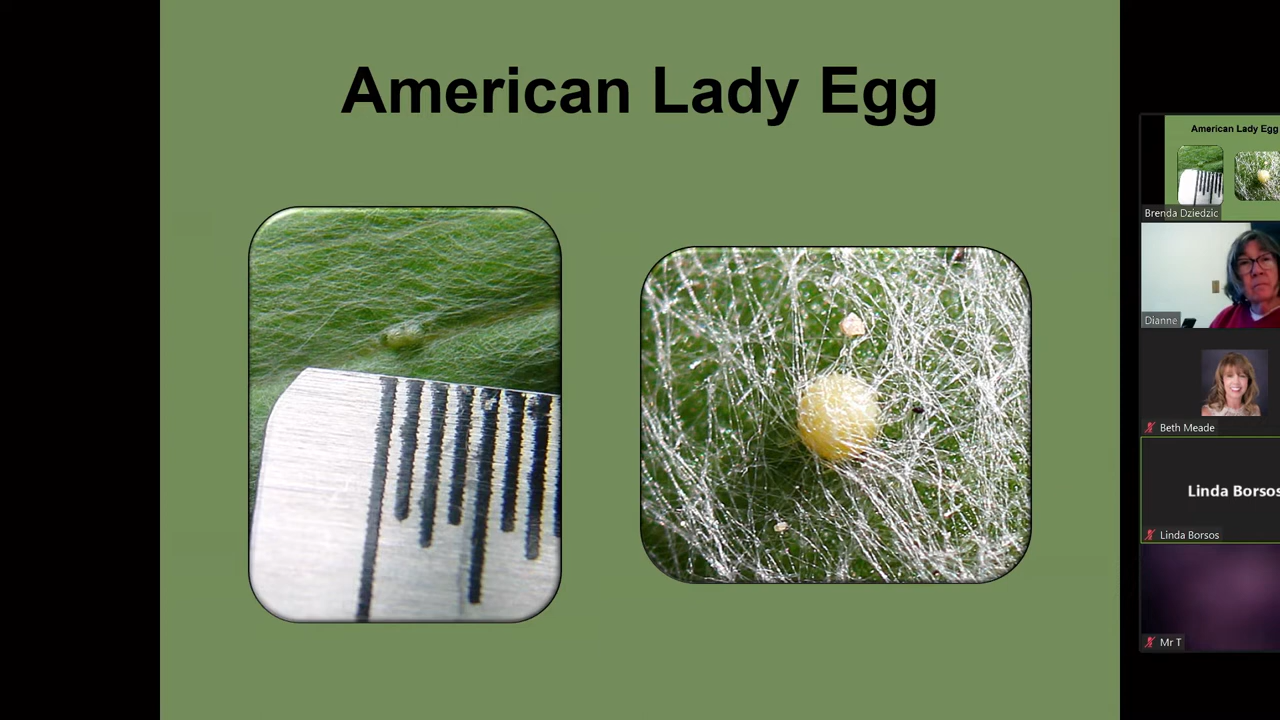 American Lady Egg
American Lady Egg
Brenda Dziedzic
Dianne
Beth Meade
Linda Borsos
Linda Borsos
Mr T